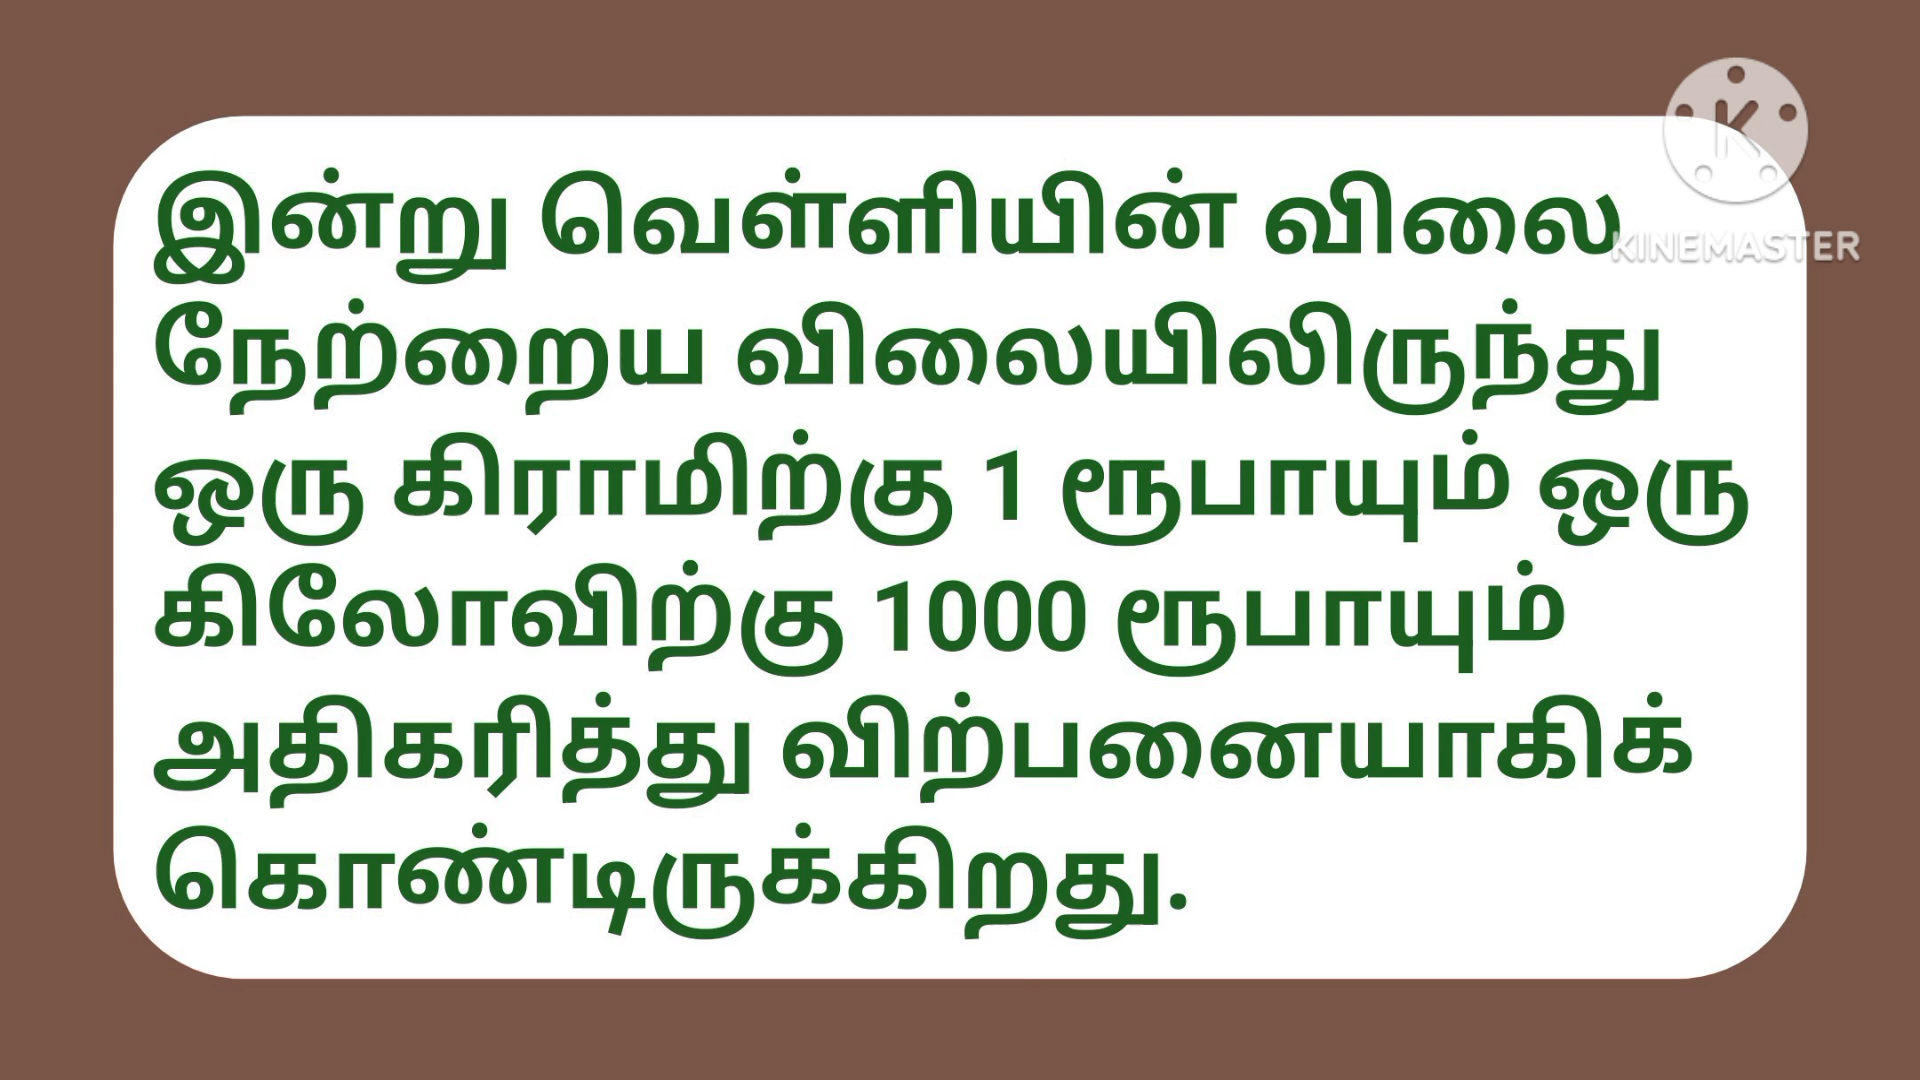 இன்று வெள்ளியின் விலை
நேற்றைய விலையிலிருந்து
ஒரு கிராமிற்கு 1 ரூபாயும் ஒரு
கிலோவிற்கு 1000 ரூபாயும்
அதிகரித்து விற்பனையாகிக்
கொண்டிருக்கிறது.
K
KINEMASTER